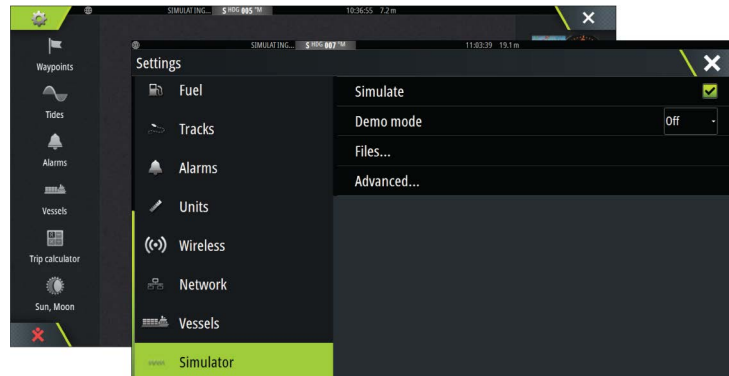 SIMULATING... S HDG 005 °M 10:36:55 7.2 m
Waypoints
Tides
Alarms
Vessels
Trip calculator
Sun, Moon
SIMULATING... S HDG 007 °M 11:03:39 19.1 m
Settings
Fuel
Tracks
Alarms
Units
Wireless
Network
Vessels
Simulator
Simulate
Demo mode Off
Files...
Advanced...